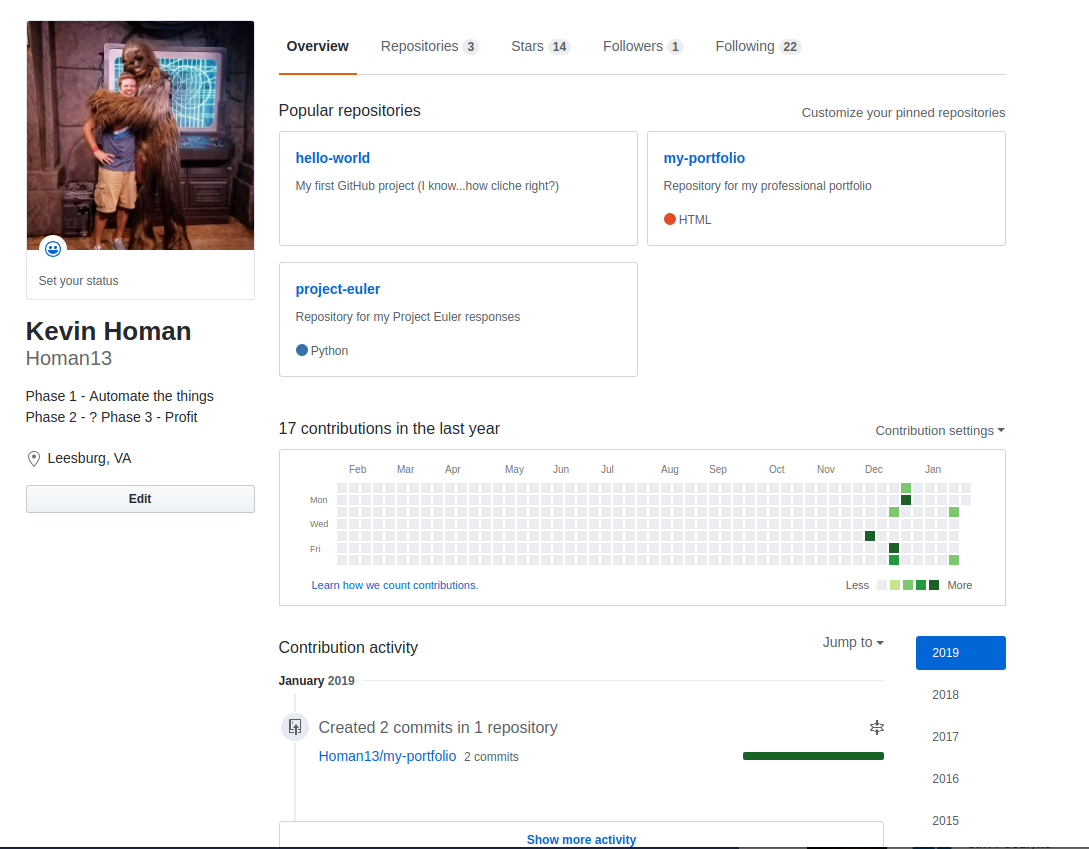 Overview Repositories 3 Stars 14 Followers 1 Following 22
Popular repositories
Customize your pinned repositories
hello-world
My first GitHub project (I know...how cliche right?)
my-portfolio
Repository for my professional portfolio
HTML
project-euler
Repository for my Project Euler responses
Python
Set your status
Kevin Homan
Homan13
Phase 1 - Automate the things
Phase 2 - ? Phase 3 - Profit
Leesburg, VA
Edit
17 contributions in the last year
Contribution settings
Feb Mar Apr May Jun Jul Aug Sep Oct Nov Dec Jan
Mon
Wed
Fri
Learn how we count contributions.
Less More
Contribution activity
Jump to
January 2019
Created 2 commits in 1 repository
Homan13/my-portfolio 2 commits
Show more activity
2019
2018
2017
2016
2015